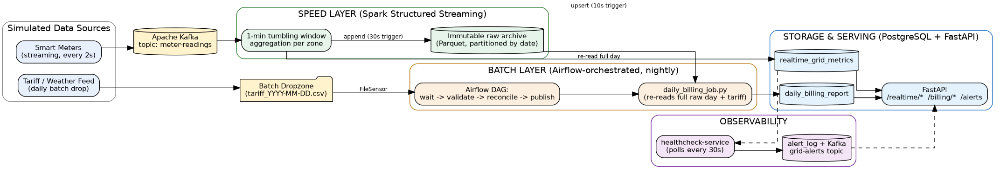 upsert (10s trigger)
SPEED LAYER (Spark Structured Streaming)
Simulated Data Sources
Smart Meters
(streaming, every 2s)
Tariff / Weather Feed
(daily batch drop)
Apache Kafka
topic: meter-readings
1-min tumbling window
aggregation per zone
append (30s trigger)
Immutable raw archive
(Parquet, partitioned by date)
re-read full day
Batch Dropzone
(tariff_YYYY-MM-DD.csv)
FileSensor
BATCH LAYER (Airflow-orchestrated, nightly)
Airflow DAG:
wait -> validate -> reconcile -> publish
daily_billing_job.py
(re-reads full raw day + tariff)
STORAGE & SERVING (PostgreSQL + FastAPI)
realtime_grid_metrics
daily_billing_report
FastAPI
/realtime/*  /billing/*  /alerts
OBSERVABILITY
healthcheck-service
(polls every 30s)
alert_log + Kafka
grid-alerts topic